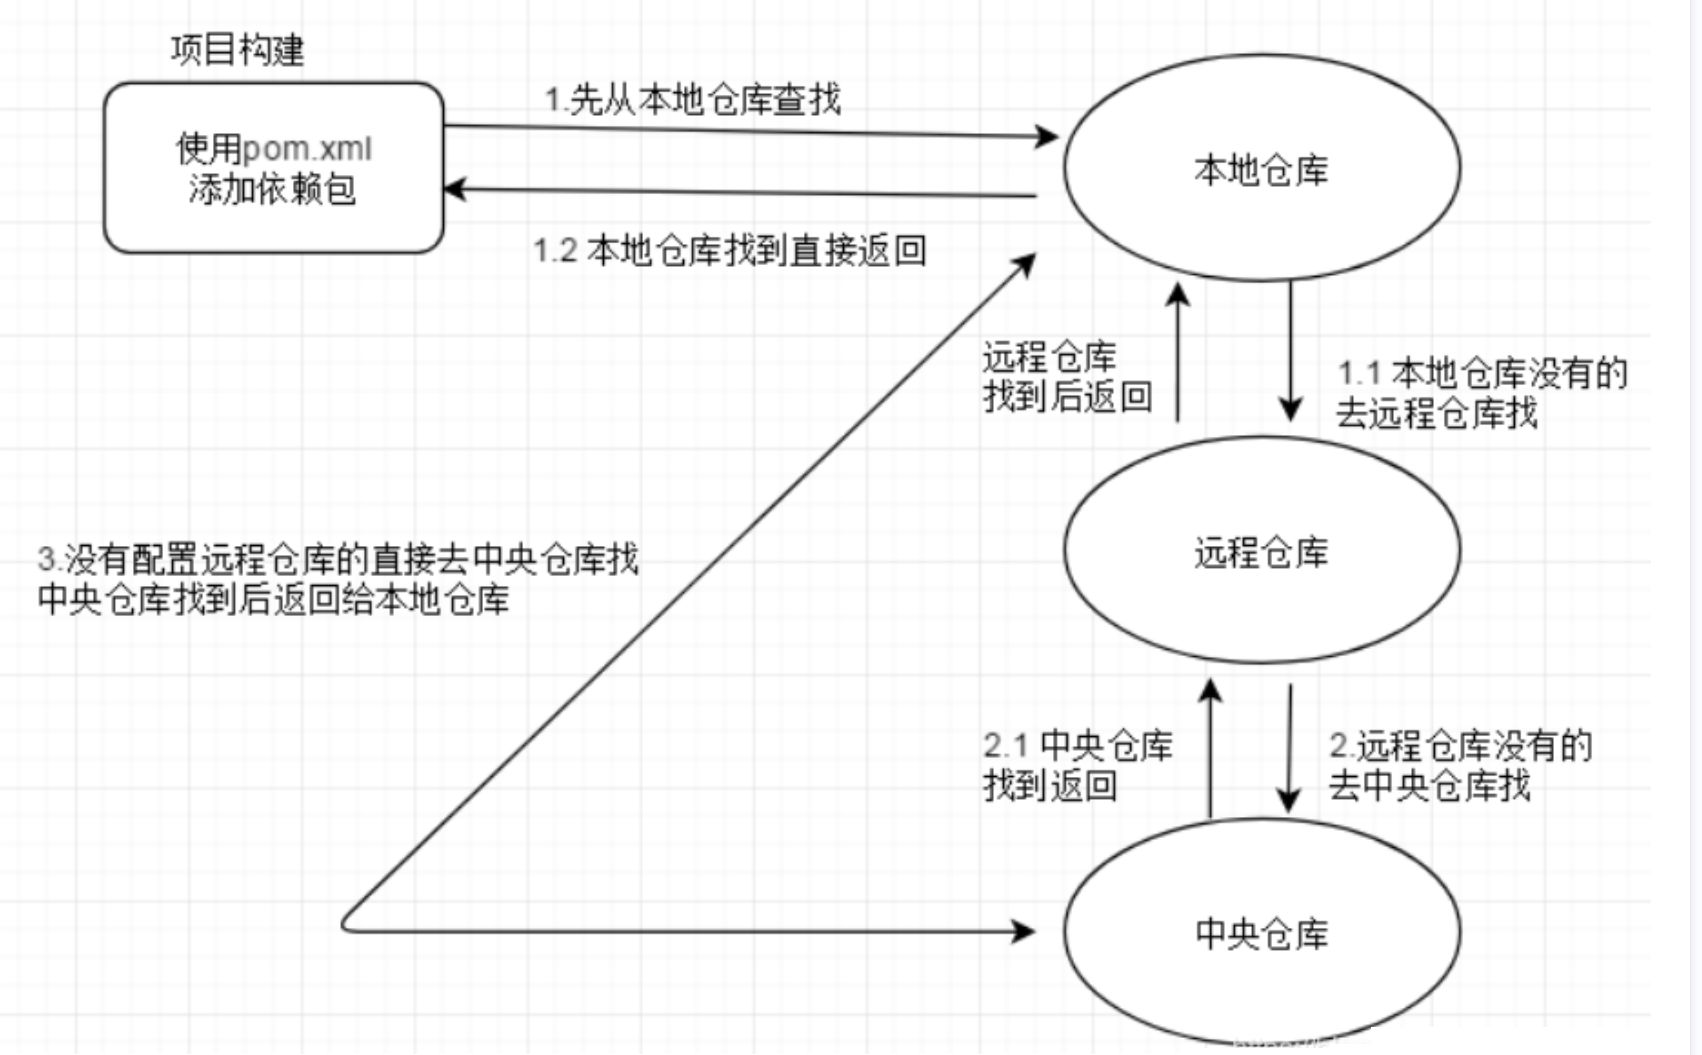 项目构建
使用pom.xml
添加依赖包
1.先从本地仓库查找
1.2 本地仓库找到直接返回
本地仓库
远程仓库
找到后返回
1.1 本地仓库没有的
去远程仓库找
远程仓库
3.没有配置远程仓库的直接去中央仓库找
中央仓库找到后返回给本地仓库
2.1 中央仓库
找到返回
2.远程仓库没有的
去中央仓库找
中央仓库